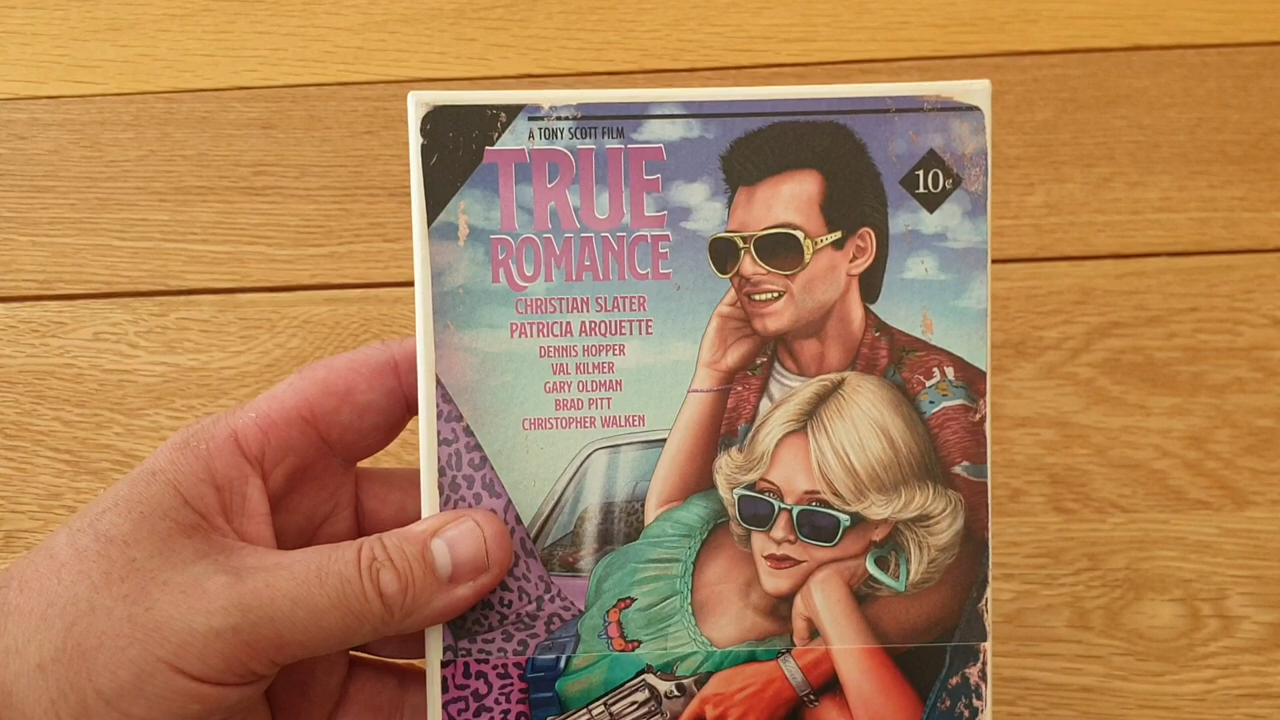 A TONY SCOTT FILM
TRUE
ROMANCE
10¢
CHRISTIAN SLATER
PATRICIA ARQUETTE
DENNIS HOPPER
VAL KILMER
GARY OLDMAN
BRAD PITT
CHRISTOPHER WALKEN